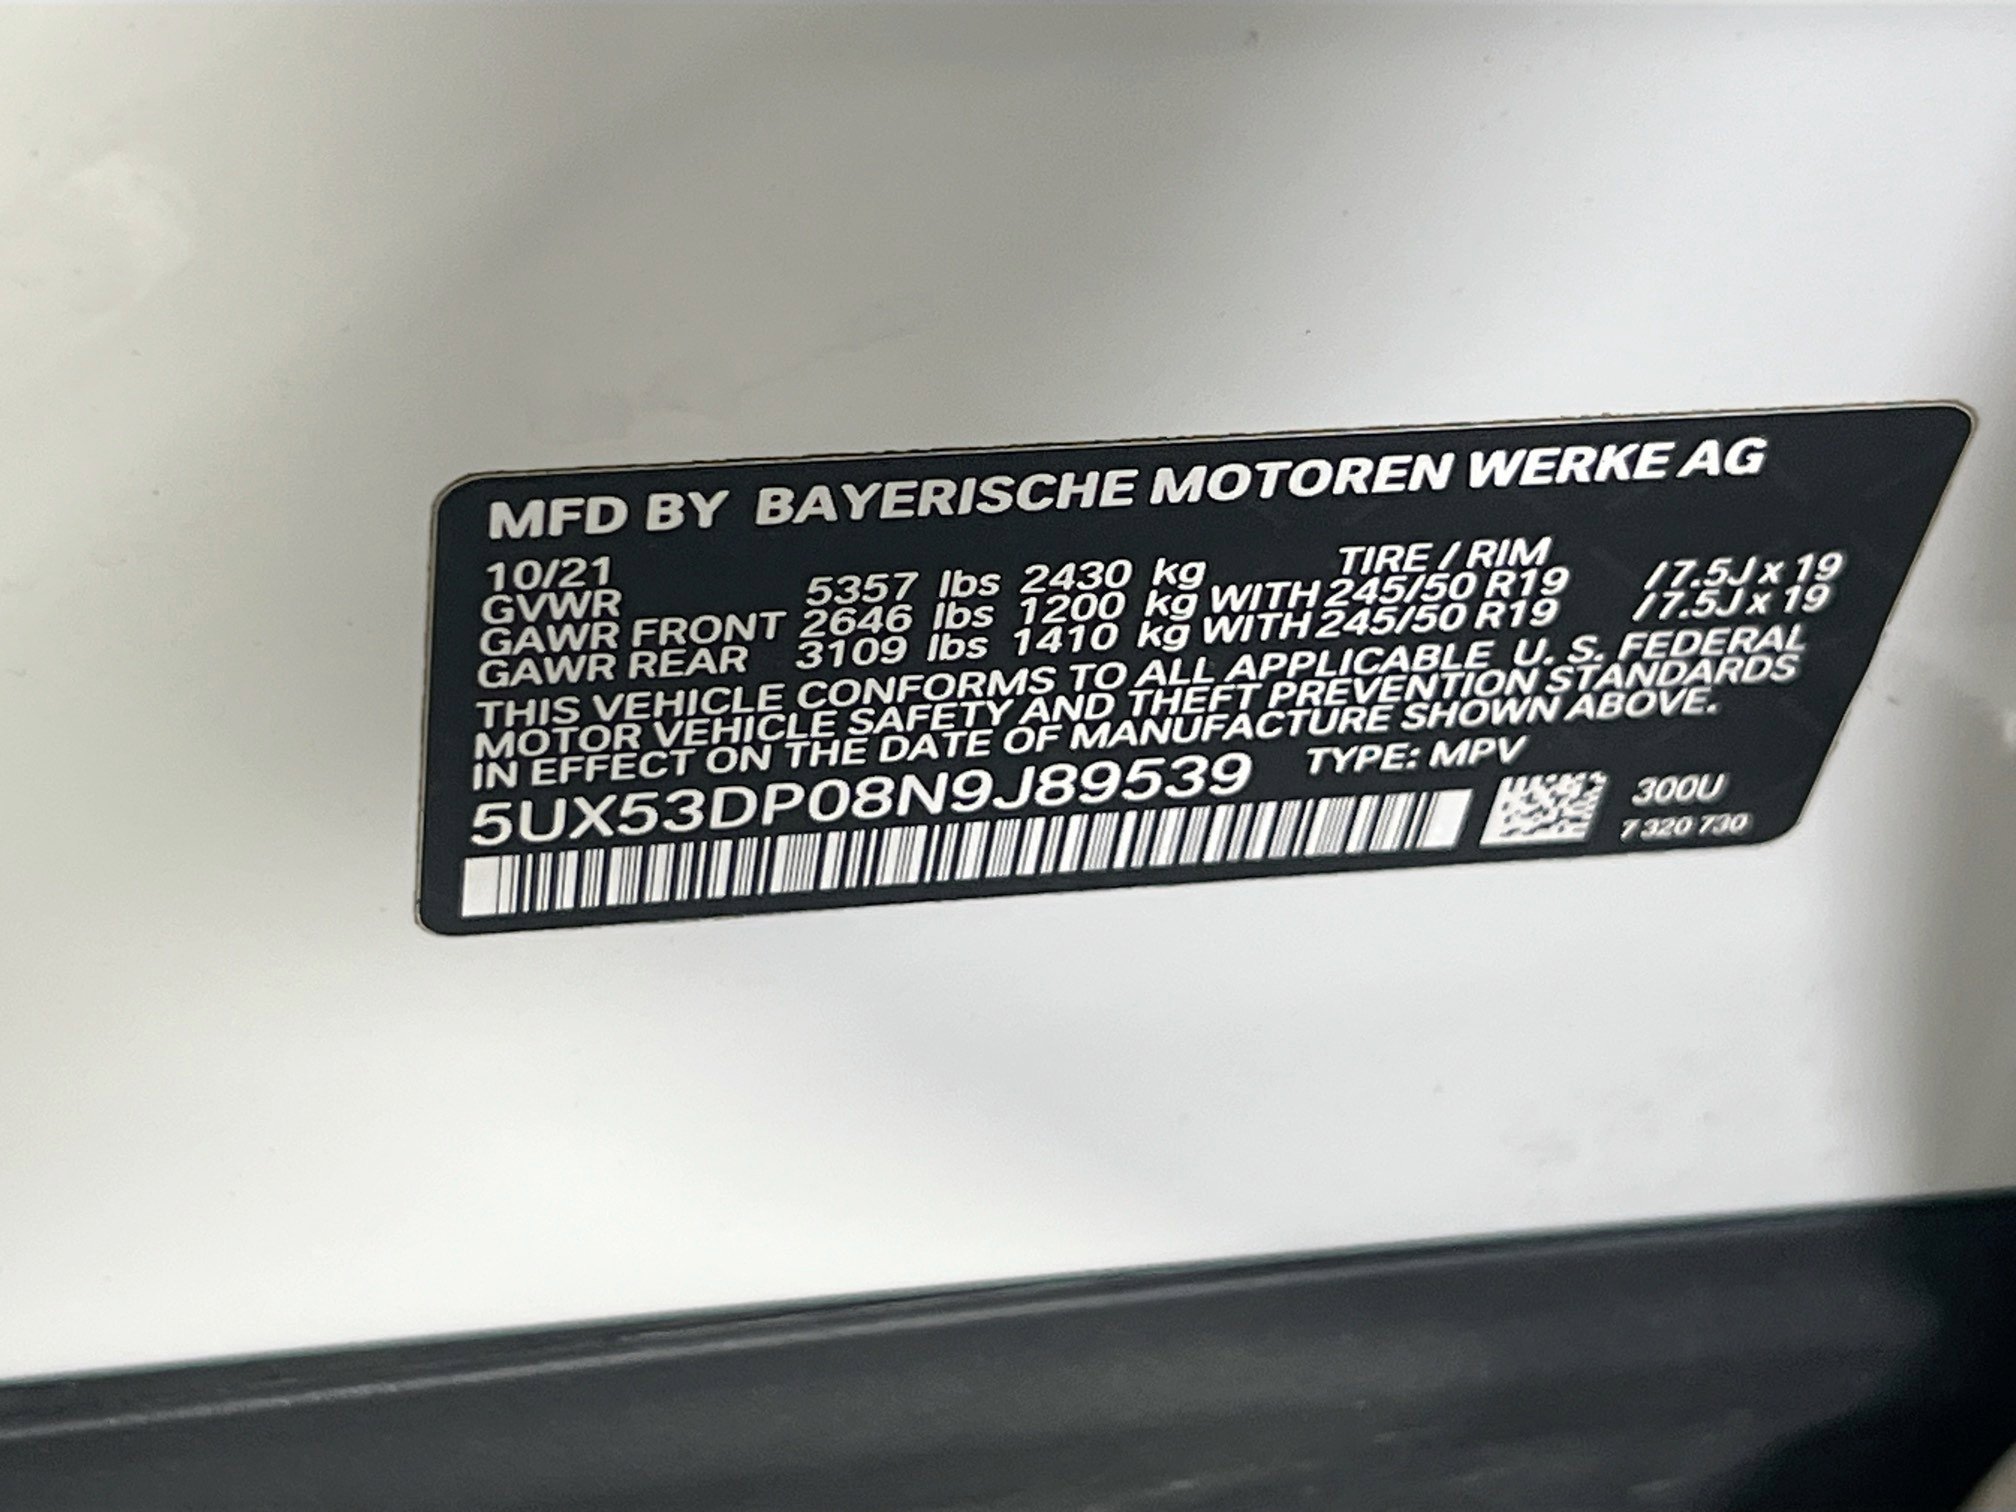 MFD BY BAYERISCHE MOTOREN WERKE AG
10/21 TIRE / RIM
GVWR 5357 lbs 2430 kg
GAWR FRONT 2646 lbs 1200 kg WITH 245/50 R19 / 7.5J x 19
GAWR REAR 3109 lbs 1410 kg WITH 245/50 R19 / 7.5J x 19
THIS VEHICLE CONFORMS TO ALL APPLICABLE U. S. FEDERAL
MOTOR VEHICLE SAFETY AND THEFT PREVENTION STANDARDS
IN EFFECT ON THE DATE OF MANUFACTURE SHOWN ABOVE.
5UX53DP08N9J89539 TYPE: MPV
300U
7 320 730